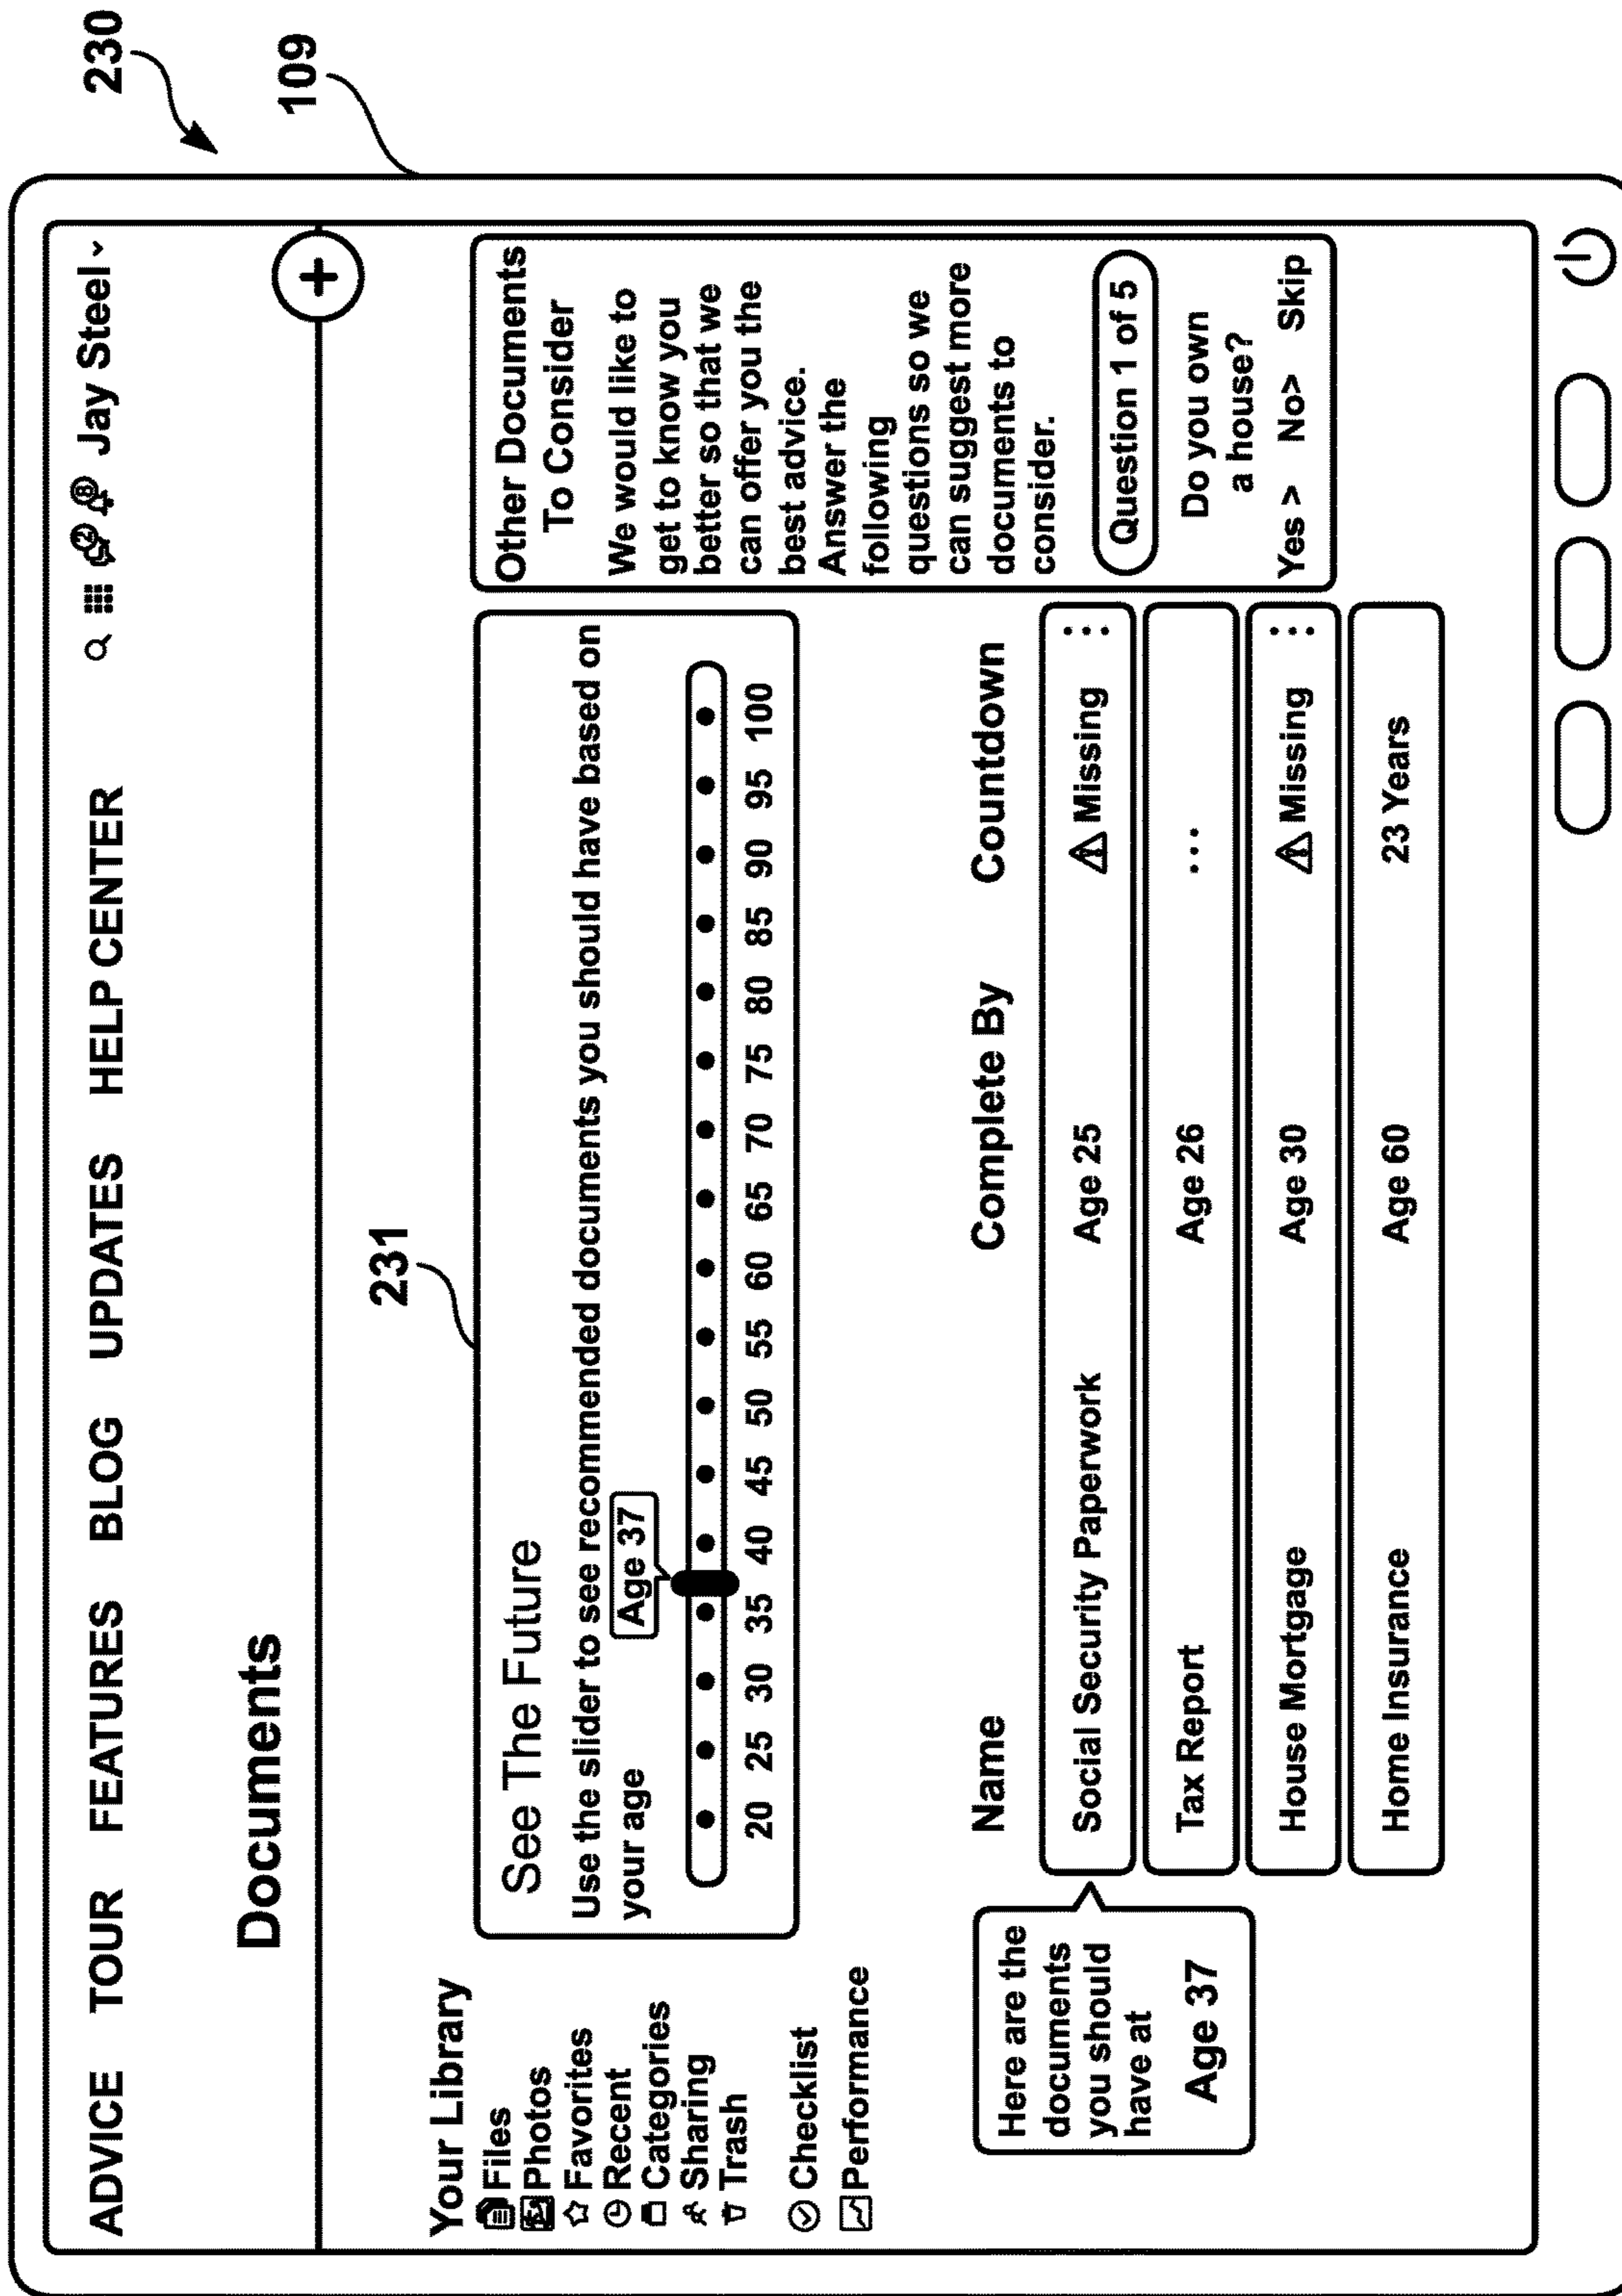 230
109
ADVICE TOUR FEATURES BLOG UPDATES HELP CENTER 2 8 Jay Steel
Documents
+
231
Your Library
Files
Photos
Favorites
Recent
Categories
Sharing
Trash
Checklist
Performance
See The Future
Use the slider to see recommended documents you should have based on
your age
Age 37
20 25 30 35 40 45 50 55 60 65 70 75 80 85 90 95 100
Other Documents
To Consider
We would like to
get to know you
better so that we
can offer you the
best advice.
Answer the
following
questions so we
can suggest more
documents to
consider.
Question 1 of 5
Do you own
a house?
Yes > No> Skip
Here are the
documents
you should
have at
Age 37
Name Complete By Countdown
Social Security Paperwork Age 25 Missing
Tax Report Age 26 ...
House Mortgage Age 30 Missing
Home Insurance Age 60 23 Years